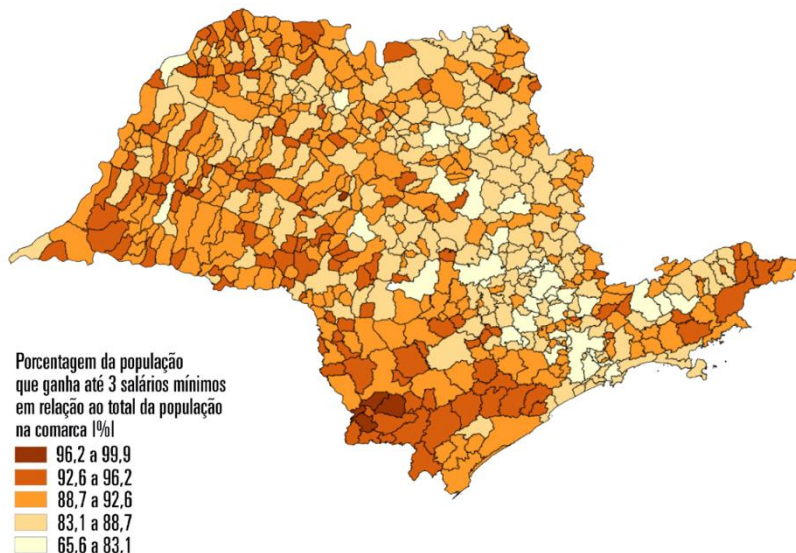 Porcentagem da população
que ganha até 3 salários mínimos
em relação ao total da população
na comarca |%|
96,2 a 99,9
92,6 a 96,2
88,7 a 92,6
83,1 a 88,7
65,6 a 83,1